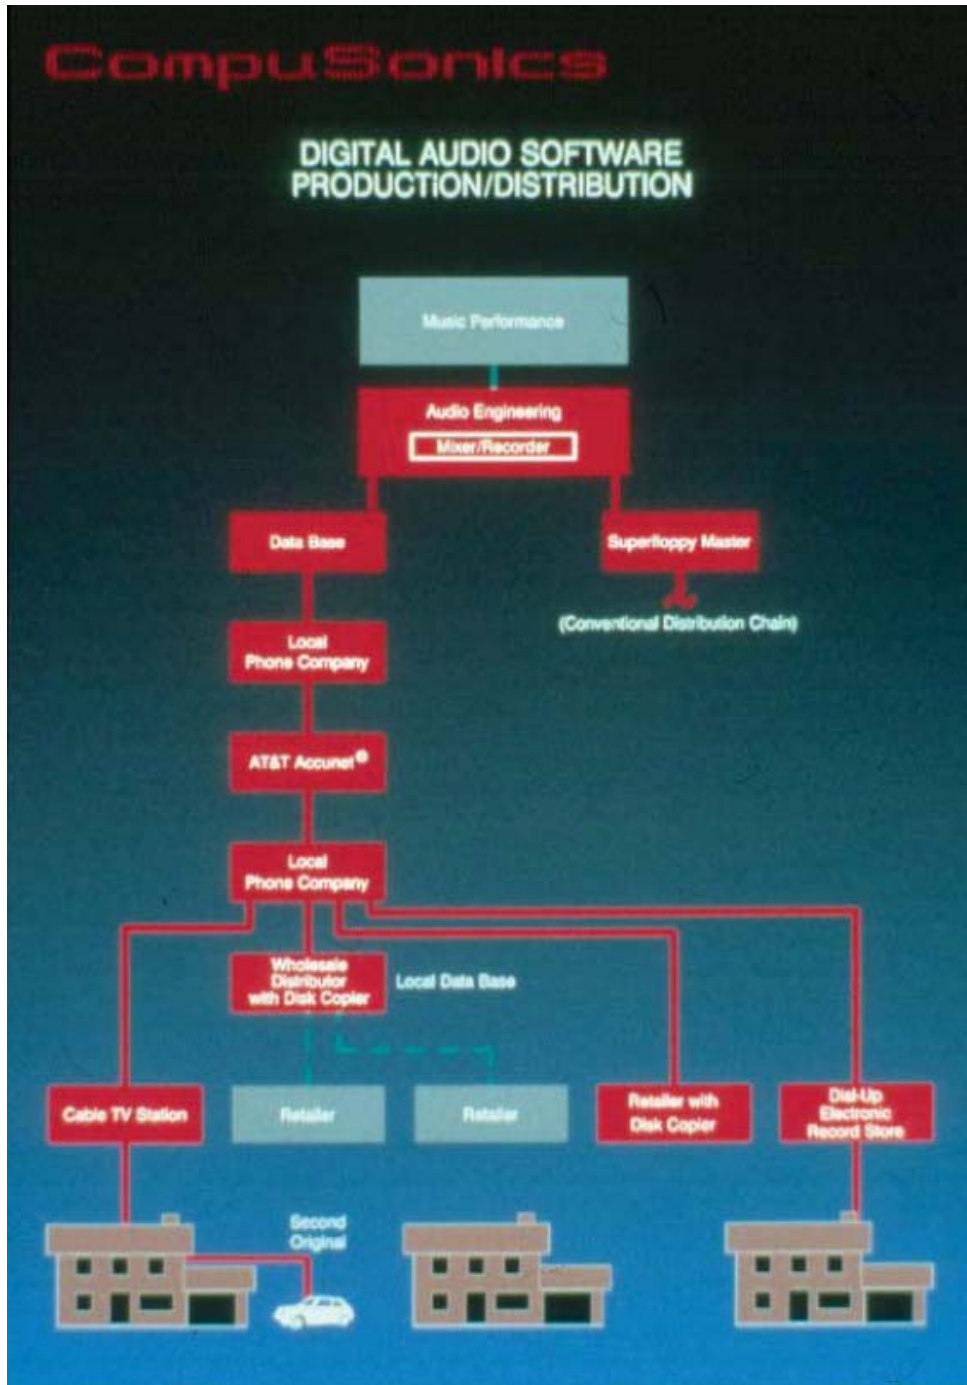 CompuSonics
DIGITAL AUDIO SOFTWARE
PRODUCTION/DISTRIBUTION
Music Performance
Audio Engineering
Mixer/Recorder
Data Base
Superfloppy Master
(Conventional Distribution Chain)
Local
Phone Company
AT&T Accunet®
Local
Phone Company
Wholesale
Distributor
with Disk Copier
Local Data Base
Cable TV Station
Retailer
Retailer
Retailer with
Disk Copier
Dial-Up
Electronic
Record Store
Second
Original